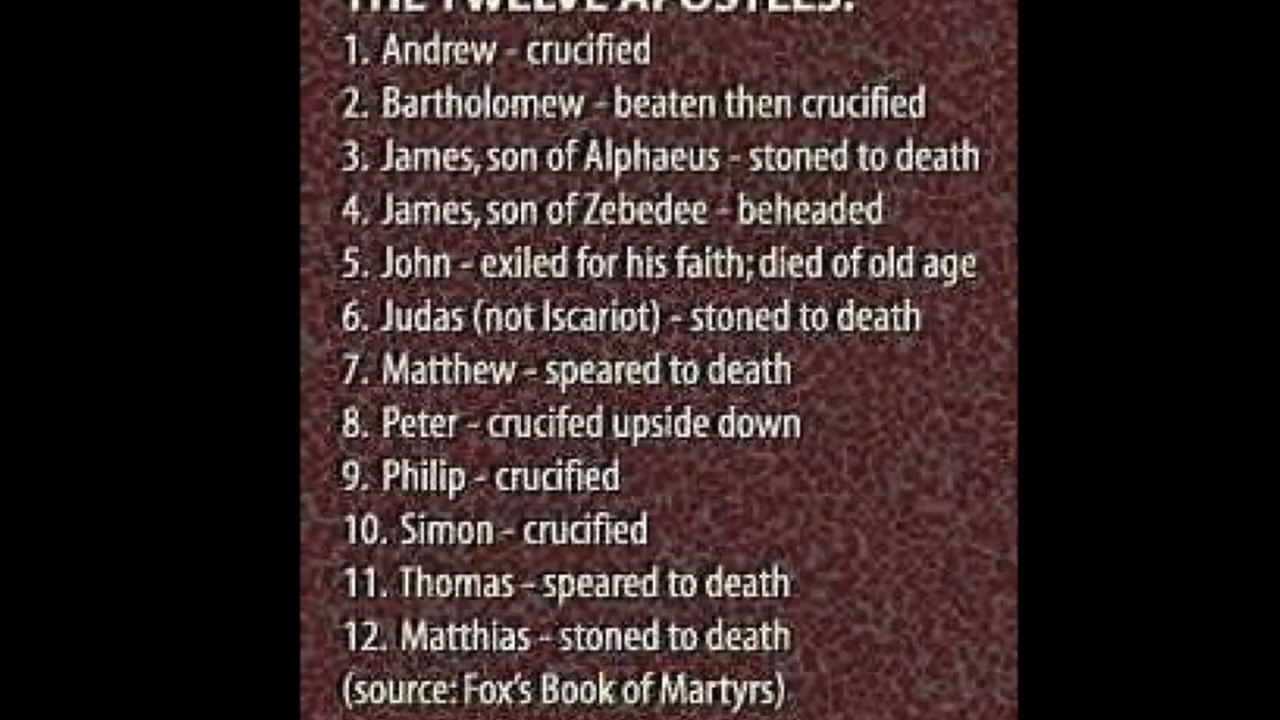 THE TWELVE APOSTLES:
1. Andrew - crucified
2. Bartholomew - beaten then crucified
3. James, son of Alphaeus - stoned to death
4. James, son of Zebedee - beheaded
5. John - exiled for his faith; died of old age
6. Judas (not Iscariot) - stoned to death
7. Matthew - speared to death
8. Peter - crucifed upside down
9. Philip - crucified
10. Simon - crucified
11. Thomas - speared to death
12. Matthias - stoned to death
(source: Fox's Book of Martyrs)